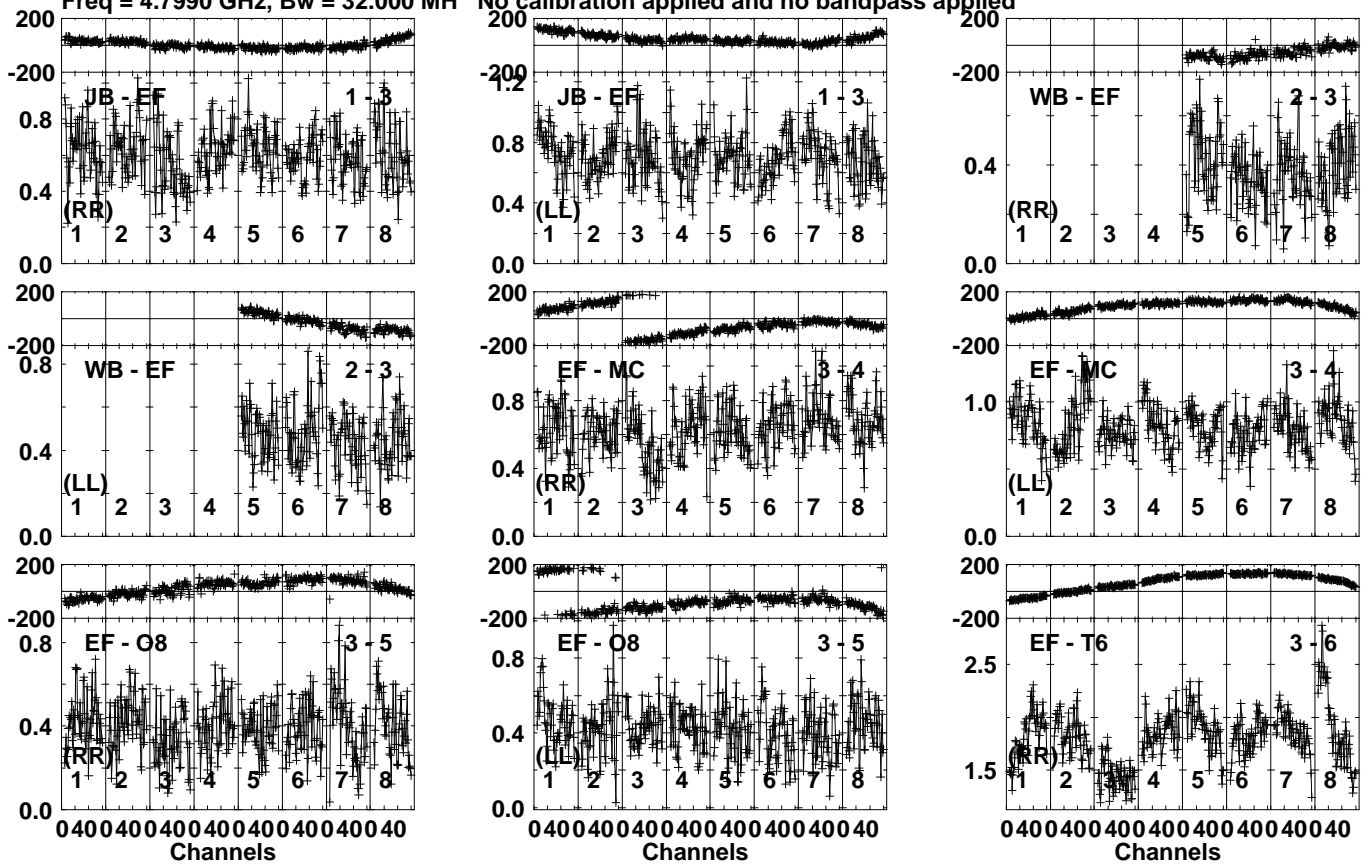 Freq = 4.7990 GHz, Bw = 32.000 MH No calibration applied and no bandpass applied
200
-200
JB - EF 1 - 3
0.8
0.4
(RR)
1 2 3 4 5 6 7 8
0.0
200
-200
1.2
JB - EF 1 - 3
0.8
0.4
(LL)
1 2 3 4 5 6 7 8
0.0
200
-200
WB - EF 2 - 3
0.4
(RR)
1 2 3 4 5 6 7 8
0.0
200
-200
0.8
WB - EF 2 - 3
0.4
(LL)
1 2 3 4 5 6 7 8
0.0
200
-200
EF - MC 3 - 4
0.8
0.4
(RR)
1 2 3 4 5 6 7 8
0.0
200
-200
EF - MC 3 - 4
1.0
(LL)
1 2 3 4 5 6 7 8
0.0
200
-200
0.8
EF - O8 3 - 5
0.4
(RR)
1 2 3 4 5 6 7 8
0.0
0 40 0 40 0 40 0 40 0 40 0 40 0 40 0 40
Channels
200
-200
EF - O8 3 - 5
0.8
0.4
(LL)
1 2 3 4 5 6 7 8
0.0
0 40 0 40 0 40 0 40 0 40 0 40 0 40 0 40
Channels
200
-200
EF - T6 3 - 6
2.5
(RR)
1.5
1 2 3 4 5 6 7 8
0 40 0 40 0 40 0 40 0 40 0 40 0 40 0 40
Channels